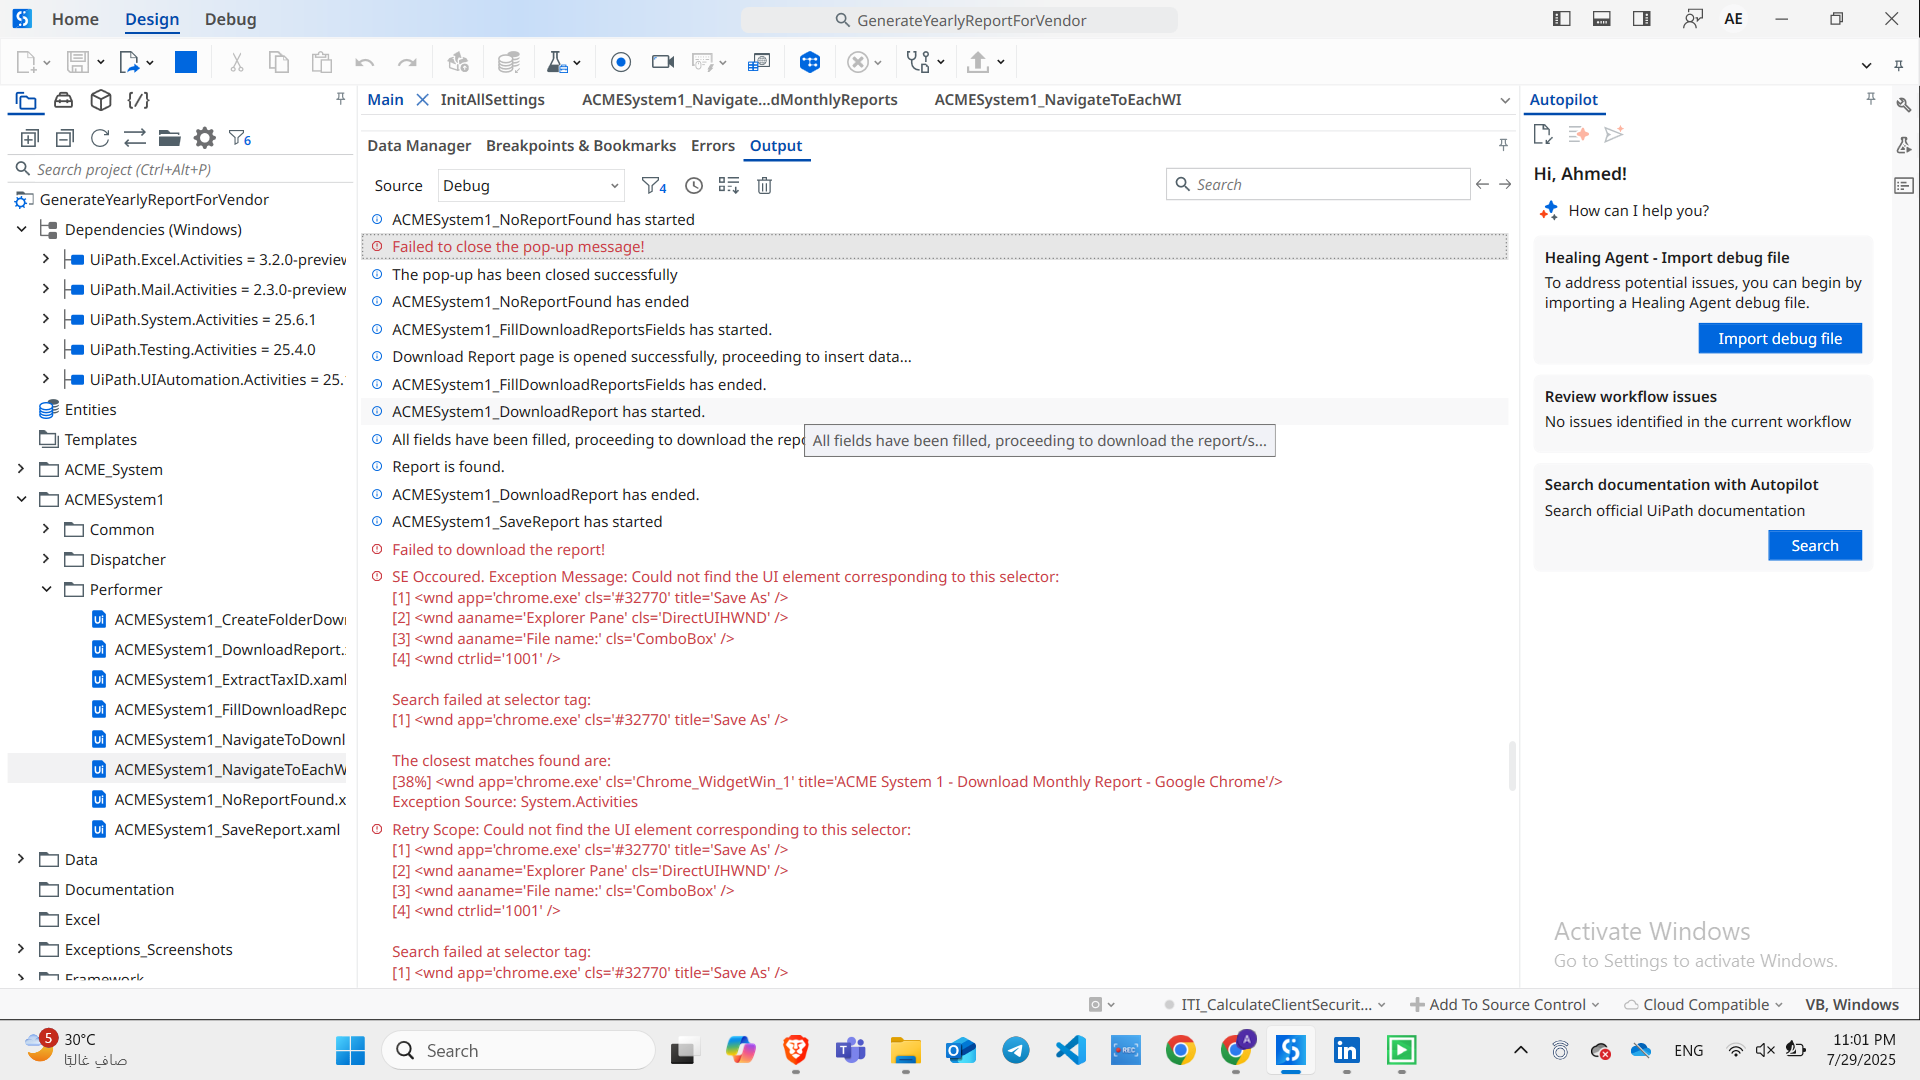 Home
Design
Debug
GenerateYearlyReportForVendor
AE
Main
InitAllSettings
ACMESystem1_Navigate...dMonthlyReports
ACMESystem1_NavigateToEachWI
Autopilot
6
Search project (Ctrl+Alt+P)
GenerateYearlyReportForVendor
Dependencies (Windows)
UiPath.Excel.Activities = 3.2.0-preview
UiPath.Mail.Activities = 2.3.0-preview
UiPath.System.Activities = 25.6.1
UiPath.Testing.Activities = 25.4.0
UiPath.UIAutomation.Activities = 25.
Entities
Templates
ACME_System
ACMESystem1
Common
Dispatcher
Performer
ACMESystem1_CreateFolderDow
ACMESystem1_DownloadReport.
ACMESystem1_ExtractTaxID.xaml
ACMESystem1_FillDownloadRepo
ACMESystem1_NavigateToDownl
ACMESystem1_NavigateToEachW
ACMESystem1_NoReportFound.x
ACMESystem1_SaveReport.xaml
Data
Documentation
Excel
Exceptions_Screenshots
Framework
Data Manager
Breakpoints & Bookmarks
Errors
Output
Source
Debug
4
Search
ACMESystem1_NoReportFound has started
Failed to close the pop-up message!
The pop-up has been closed successfully
ACMESystem1_NoReportFound has ended
ACMESystem1_FillDownloadReportsFields has started.
Download Report page is opened successfully, proceeding to insert data...
ACMESystem1_FillDownloadReportsFields has ended.
ACMESystem1_DownloadReport has started.
All fields have been filled, proceeding to download the repo
All fields have been filled, proceeding to download the report/s...
Report is found.
ACMESystem1_DownloadReport has ended.
ACMESystem1_SaveReport has started
Failed to download the report!
SE Occoured. Exception Message: Could not find the UI element corresponding to this selector:
[1] <wnd app='chrome.exe' cls='#32770' title='Save As' />
[2] <wnd aaname='Explorer Pane' cls='DirectUIHWND' />
[3] <wnd aaname='File name:' cls='ComboBox' />
[4] <wnd ctrlid='1001' />
Search failed at selector tag:
[1] <wnd app='chrome.exe' cls='#32770' title='Save As' />
The closest matches found are:
[38%] <wnd app='chrome.exe' cls='Chrome_WidgetWin_1' title='ACME System 1 - Download Monthly Report - Google Chrome'/>
Exception Source: System.Activities
Retry Scope: Could not find the UI element corresponding to this selector:
[1] <wnd app='chrome.exe' cls='#32770' title='Save As' />
[2] <wnd aaname='Explorer Pane' cls='DirectUIHWND' />
[3] <wnd aaname='File name:' cls='ComboBox' />
[4] <wnd ctrlid='1001' />
Search failed at selector tag:
[1] <wnd app='chrome.exe' cls='#32770' title='Save As' />
Hi, Ahmed!
How can I help you?
Healing Agent - Import debug file
To address potential issues, you can begin by
importing a Healing Agent debug file.
Import debug file
Review workflow issues
No issues identified in the current workflow
Search documentation with Autopilot
Search official UiPath documentation
Search
Activate Windows
Go to Settings to activate Windows.
ITI_CalculateClientSecurit...
Add To Source Control
Cloud Compatible
VB, Windows
5
30°C
صافٍ غالبًا
Search
REC
A
ENG
11:01 PM
7/29/2025